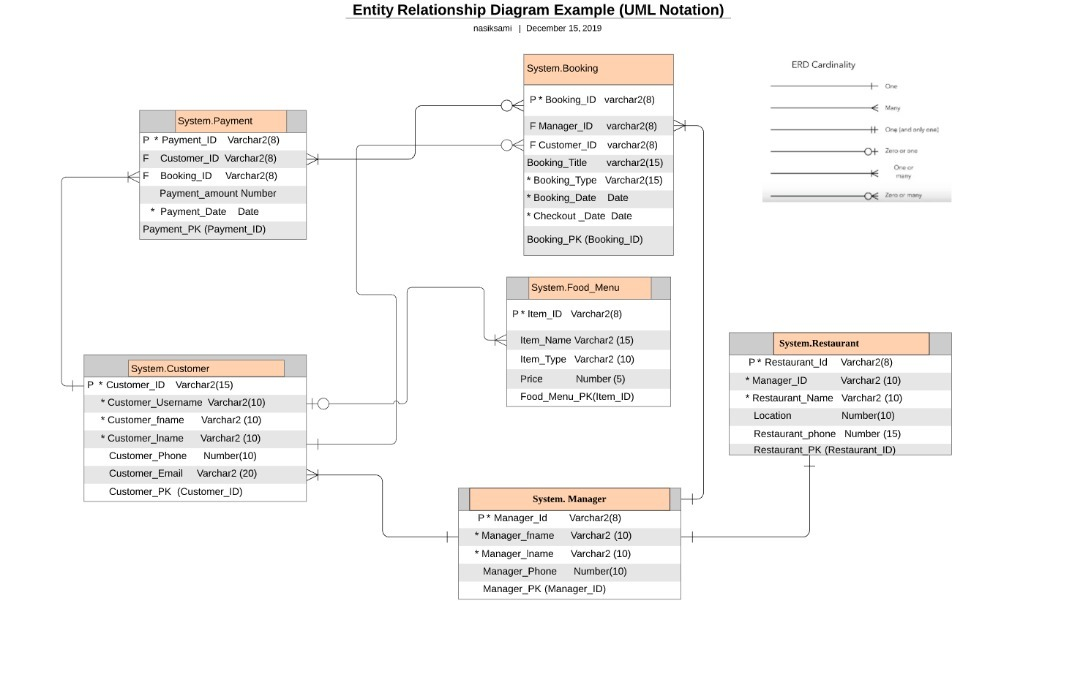 Entity Relationship Diagram Example (UML Notation)
nasiksami | December 15, 2019
System.Payment
P * Payment_ID Varchar2(8)
F Customer_ID Varchar2(8)
F Booking_ID Varchar2(8)
Payment_amount Number
* Payment_Date Date
Payment_PK (Payment_ID)
System.Booking
P * Booking_ID varchar2(8)
F Manager_ID varchar2(8)
F Customer_ID varchar2(8)
Booking_Title varchar2(15)
* Booking_Type Varchar2(15)
* Booking_Date Date
* Checkout _Date Date
Booking_PK (Booking_ID)
ERD Cardinality
One
Many
One (and only one)
Zero or one
One or
many
Zero or many
System.Food_Menu
P * Item_ID Varchar2(8)
Item_Name Varchar2 (15)
Item_Type Varchar2 (10)
Price Number (5)
Food_Menu_PK(Item_ID)
System.Restaurant
P * Restaurant_Id Varchar2(8)
* Manager_ID Varchar2 (10)
* Restaurant_Name Varchar2 (10)
Location Number(10)
Restaurant_phone Number (15)
Restaurant_PK (Restaurant_ID)
System.Customer
P * Customer_ID Varchar2(15)
* Customer_Username Varchar2(10)
* Customer_fname Varchar2 (10)
* Customer_lname Varchar2 (10)
Customer_Phone Number(10)
Customer_Email Varchar2 (20)
Customer_PK (Customer_ID)
System. Manager
P * Manager_Id Varchar2(8)
* Manager_fname Varchar2 (10)
* Manager_lname Varchar2 (10)
Manager_Phone Number(10)
Manager_PK (Manager_ID)